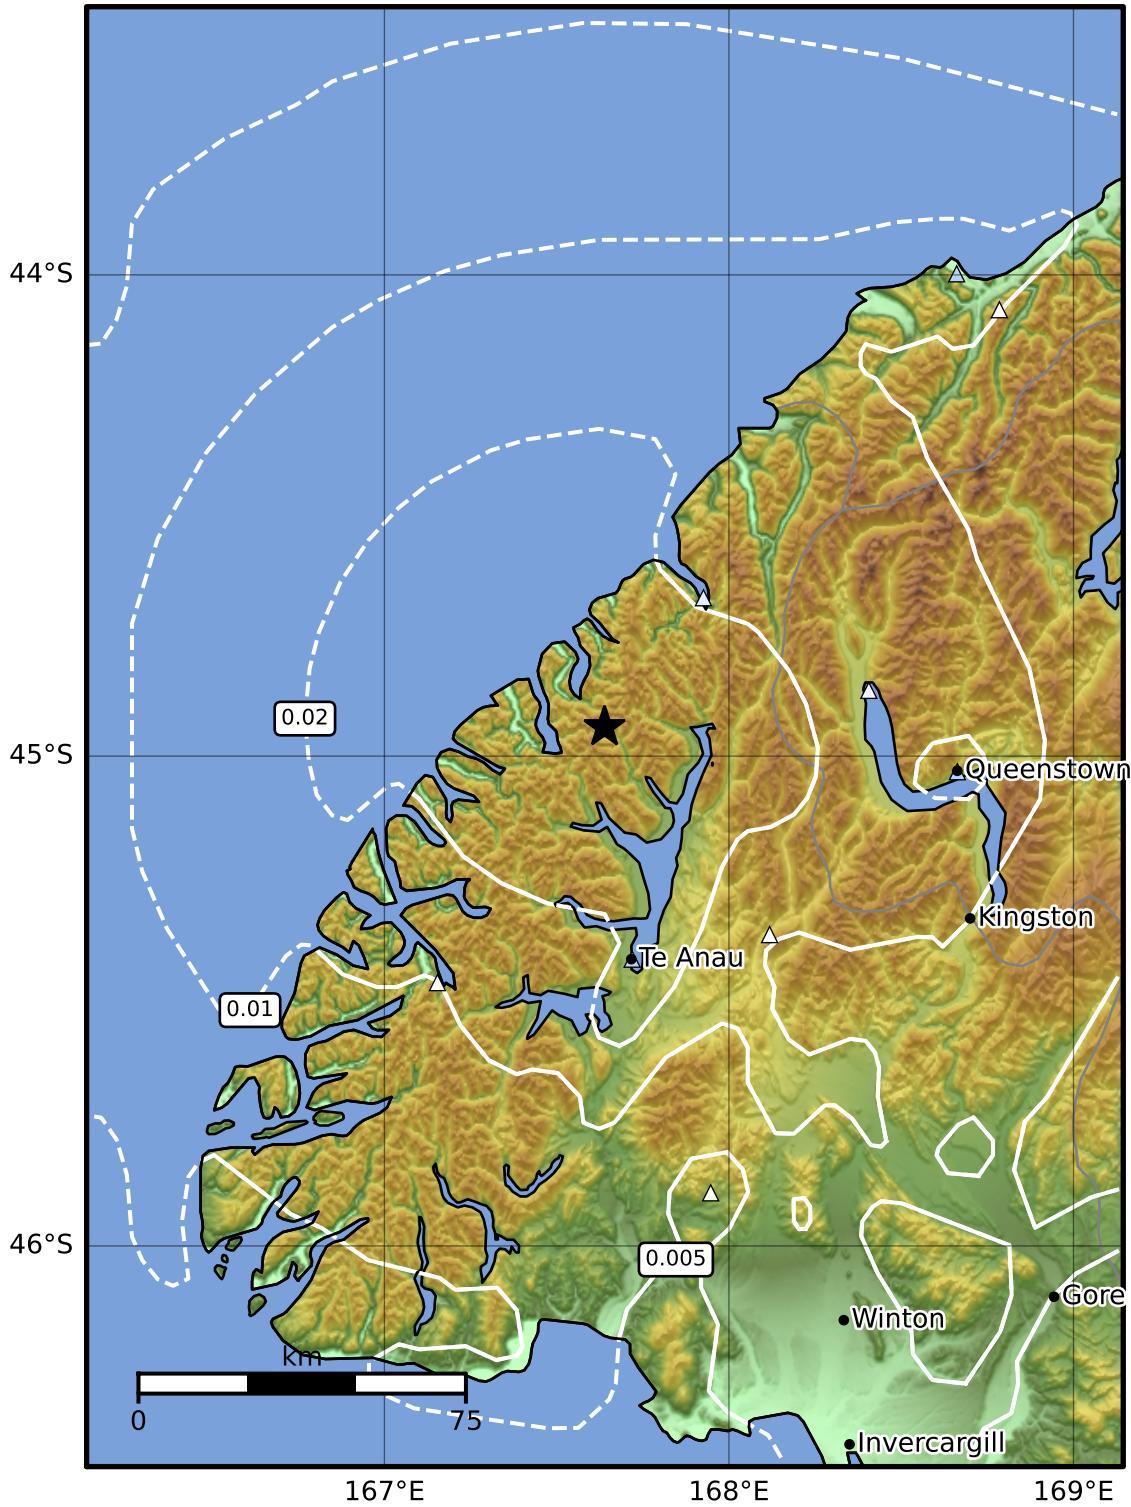 44°S
0.02
45°S
Queenstown
Kingston
Te Anau
0.01
46°S
0.005
Gore
Winton
km
0
75
Invercargill
167°E
168°E
169°E